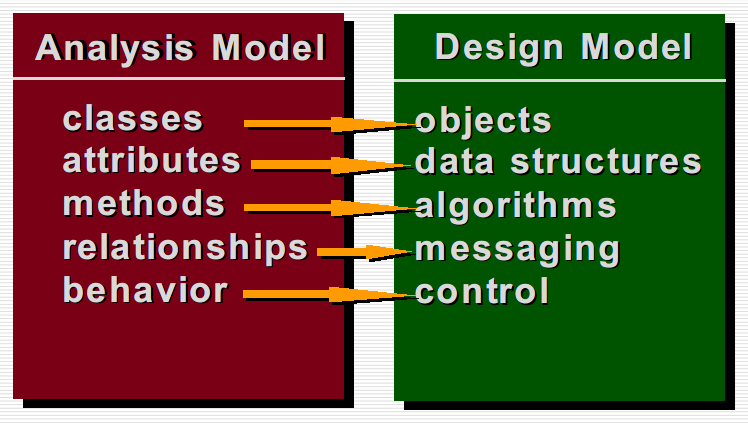 Analysis Model
classes
attributes
methods
relationships
behavior
Design Model
objects
data structures
algorithms
messaging
control